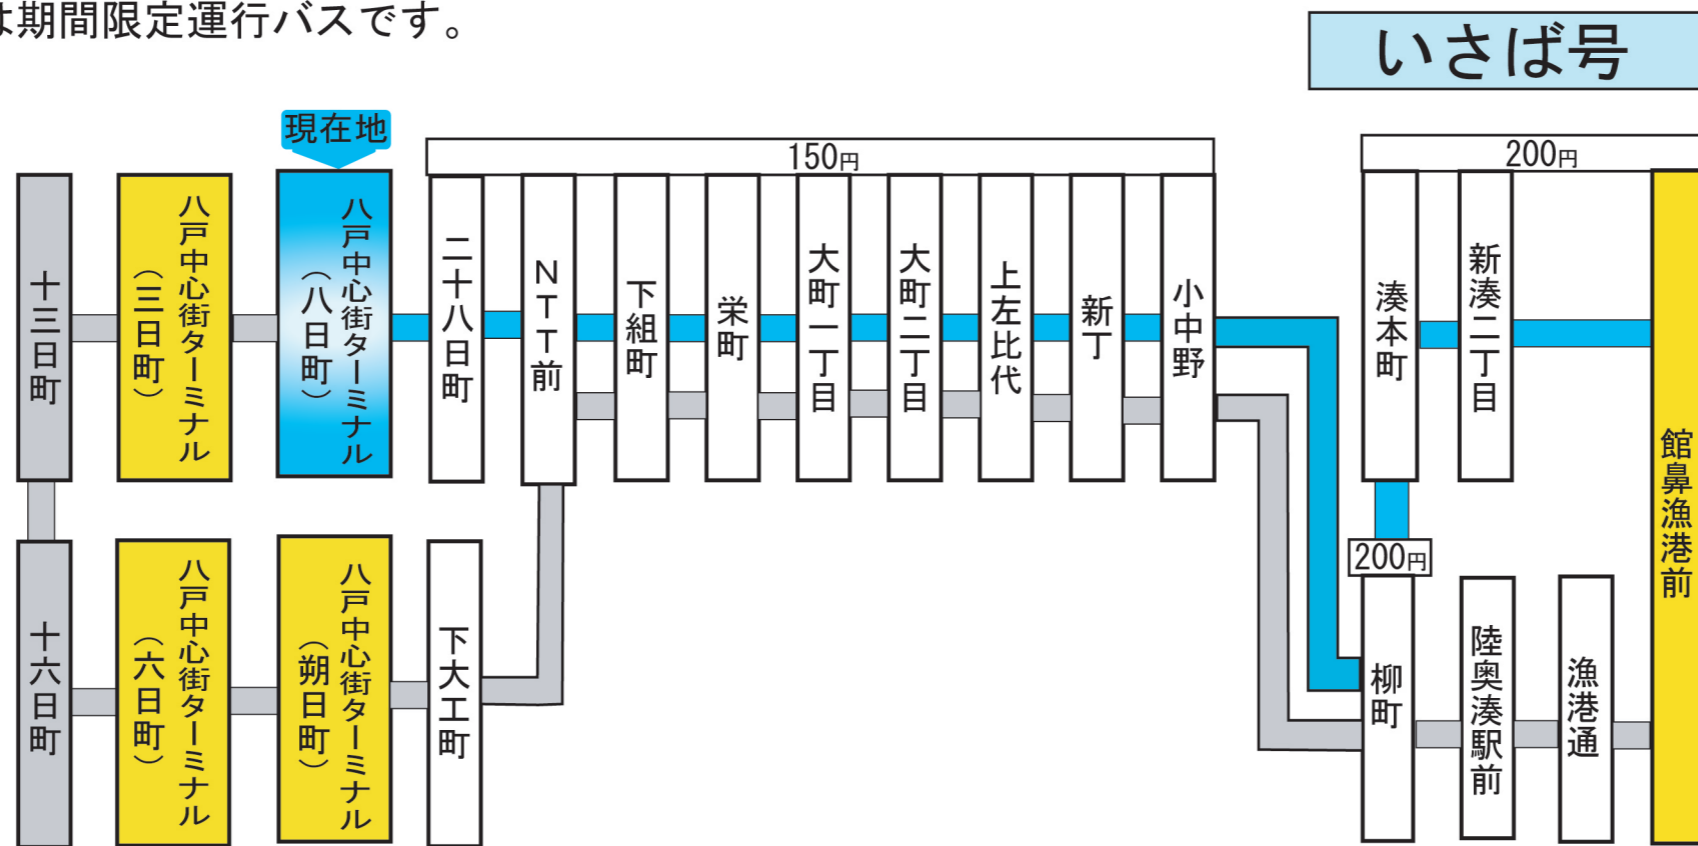 は期間限定運行バスです。
いさば号
現在地
150円
200円
十三日町
八戸中心街ターミナル
（三日町）
八戸中心街ターミナル
（八日町）
二十八日町
NTT前
下組町
栄町
大町一丁目
大町二丁目
上左比代
新丁
小中野
湊本町
新湊二丁目
館鼻漁港前
200円
十六日町
八戸中心街ターミナル
（六日町）
八戸中心街ターミナル
（朔日町）
下大工町
柳町
陸奥湊駅前
漁港通